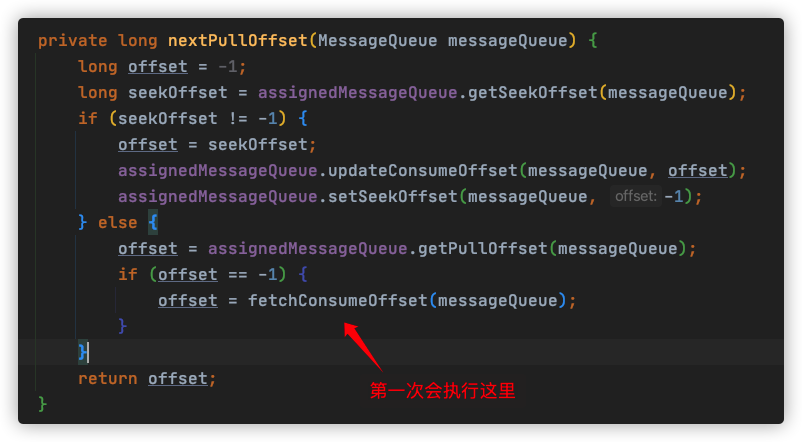 private long nextPullOffset(MessageQueue messageQueue) {
long offset = -1;
long seekOffset = assignedMessageQueue.getSeekOffset(messageQueue);
if (seekOffset != -1) {
offset = seekOffset;
assignedMessageQueue.updateConsumeOffset(messageQueue, offset);
assignedMessageQueue.setSeekOffset(messageQueue, offset: -1);
} else {
offset = assignedMessageQueue.getPullOffset(messageQueue);
if (offset == -1) {
offset = fetchConsumeOffset(messageQueue);
}
}
return offset;
第一次会执行这里
}